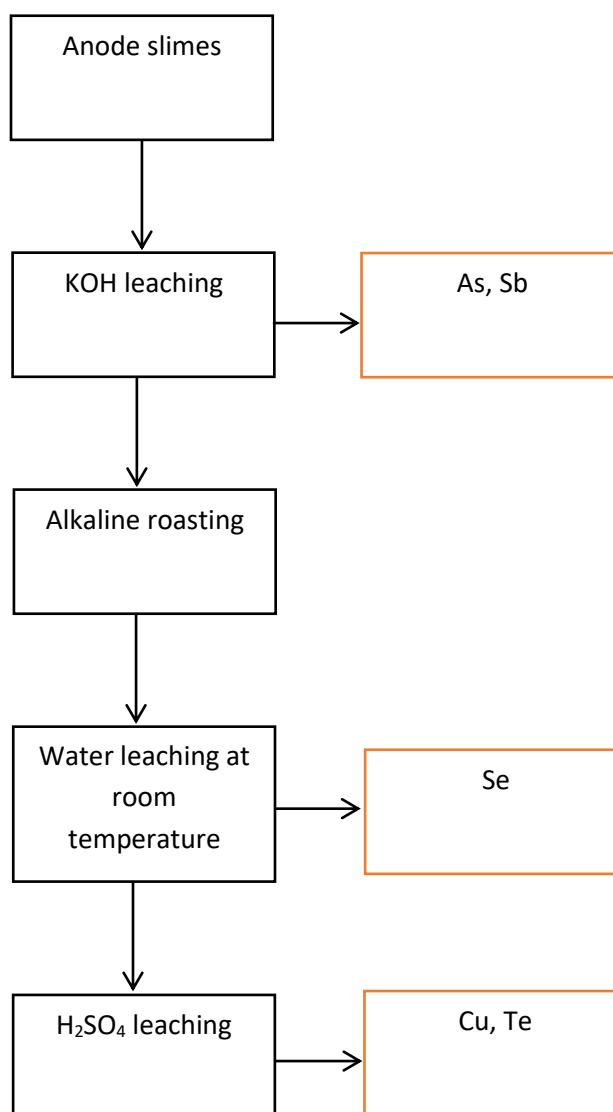 Anode slimes
KOH leaching
As, Sb
Alkaline roasting
Water leaching at
room
temperature
Se
H₂SO₄ leaching
Cu, Te